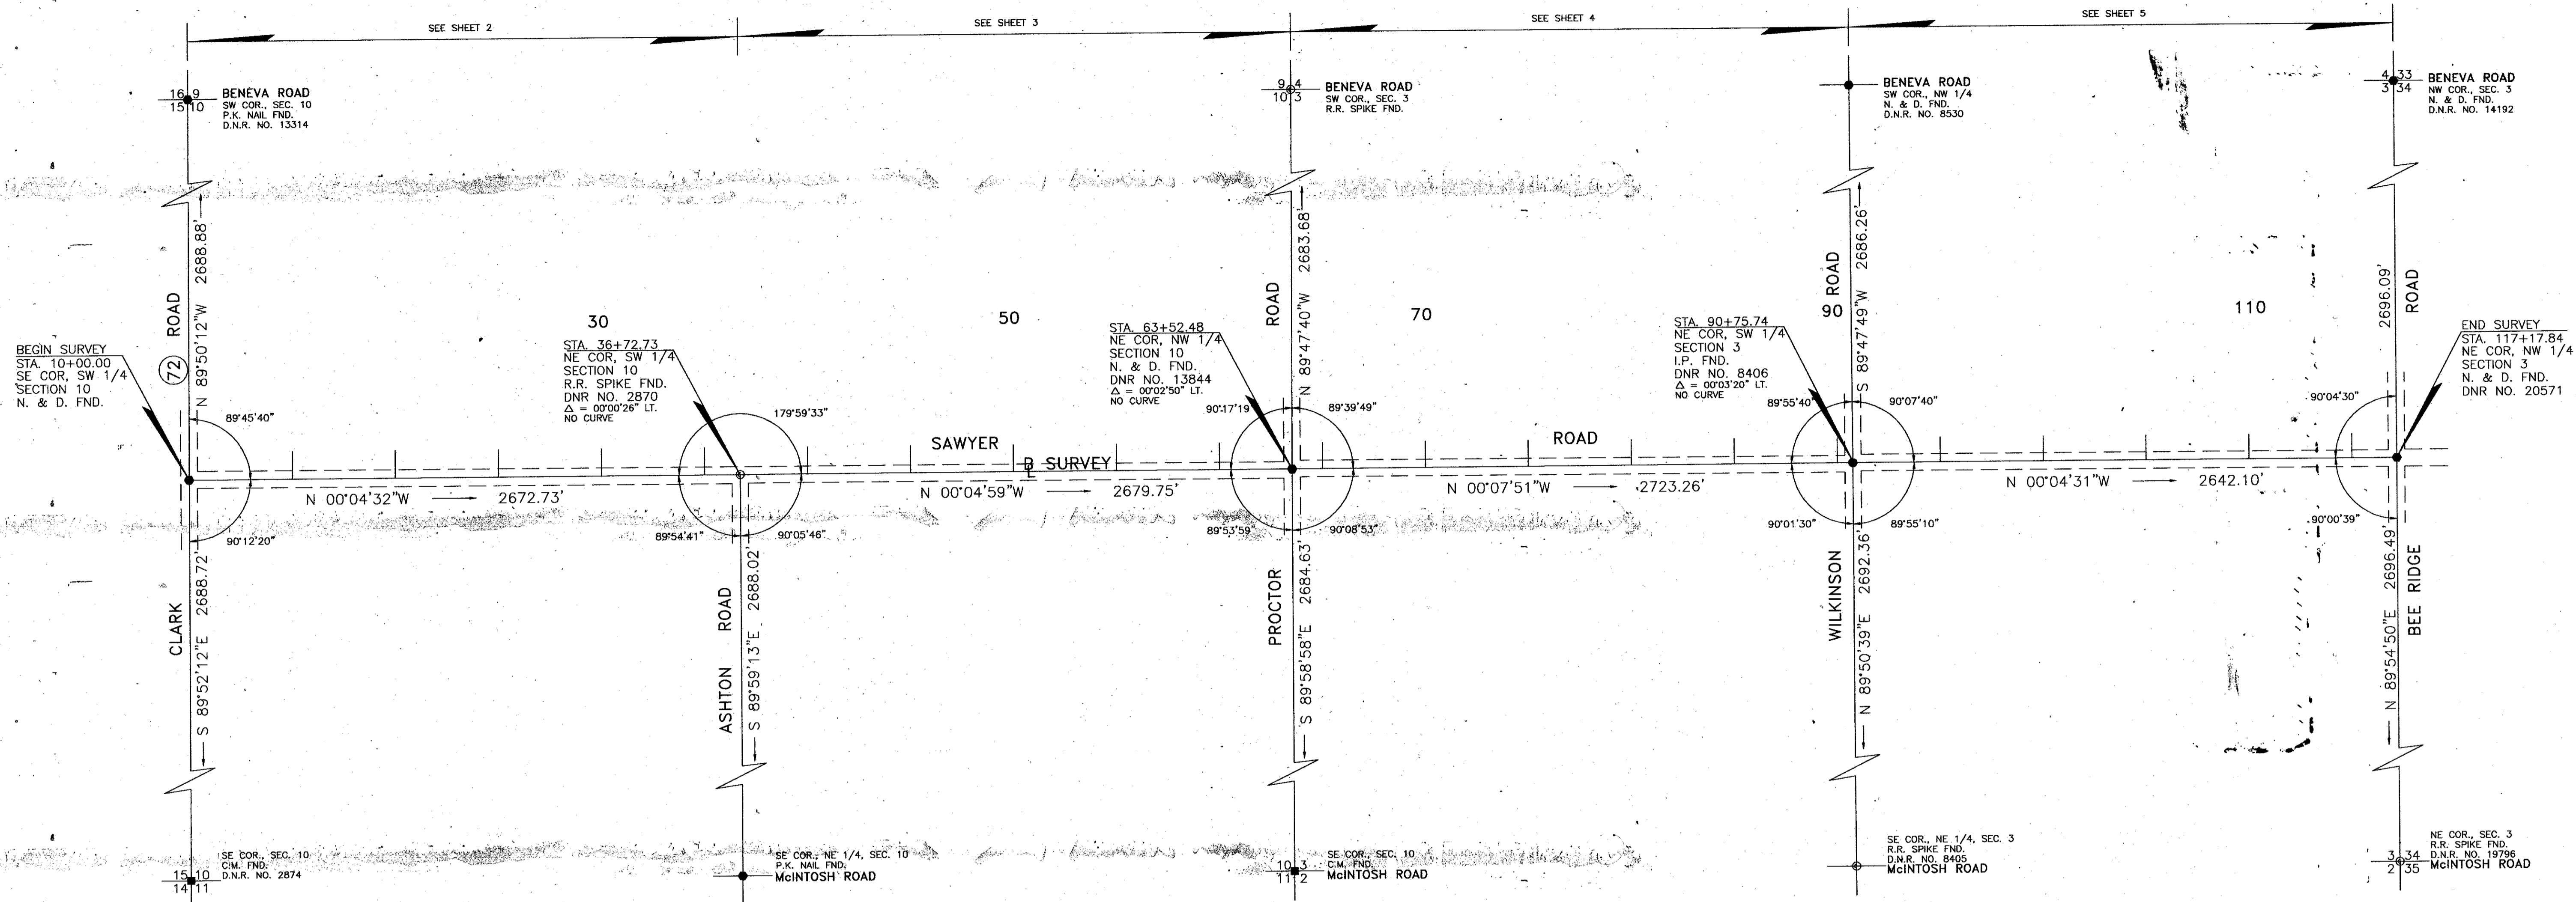 SEE SHEET 2
SEE SHEET 3
SEE SHEET 4
SEE SHEET 5
16 9
15 10
BENEVA ROAD
SW COR., SEC. 10
P.K. NAIL FND.
D.N.R. NO. 13314
9 4
10 3
BENEVA ROAD
SW COR., SEC. 3
R.R. SPIKE FND.
BENEVA ROAD
SW COR., NW 1/4
N. & D. FND.
D.N.R. NO. 8530
4 33
3 34
BENEVA ROAD
NW COR., SEC. 3
N. & D. FND.
D.N.R. NO. 14192
N 89°50'12"W 2688.88'
N 89°47'40"W 2683.68'
S 89°47'49"W 2686.26'
2696.09'
CLARK ROAD
72
ASHTON ROAD
PROCTOR ROAD
WILKINSON ROAD
BEE RIDGE ROAD
30
50
70
90
110
BEGIN SURVEY
STA. 10+00.00
SE COR, SW 1/4
SECTION 10
N. & D. FND.
STA. 36+72.73
NE COR, SW 1/4
SECTION 10
R.R. SPIKE FND.
DNR NO. 2870
Δ = 00°00'26" LT.
NO CURVE
STA. 63+52.48
NE COR, NW 1/4
SECTION 10
N. & D. FND.
DNR NO. 13844
Δ = 00°02'50" LT.
NO CURVE
STA. 90+75.74
NE COR, SW 1/4
SECTION 3
I.P. FND.
DNR NO. 8406
Δ = 00°03'20" LT.
NO CURVE
END SURVEY
STA. 117+17.84
NE COR, NW 1/4
SECTION 3
N. & D. FND.
DNR NO. 20571
89°45'40"
179°59'33"
90°17'19"
89°39'49"
89°55'40"
90°07'40"
90°04'30"
SAWYER ROAD
BL SURVEY
N 00°04'32"W 2672.73'
N 00°04'59"W 2679.75'
N 00°07'51"W 2723.26'
N 00°04'31"W 2642.10'
90°12'20"
89°54'41"
90°05'46"
89°53'59"
90°08'53"
90°01'30"
89°55'10"
90°00'39"
S 89°52'12"E 2688.72'
S 89°59'13"E 2688.02'
S 89°58'58"E 2684.63'
N 89°50'39"E 2692.36'
N 89°54'50"E 2696.49'
15 10
14 11
SE COR., SEC. 10
C.M. FND.
D.N.R. NO. 2874
SE COR., NE 1/4, SEC. 10
P.K. NAIL FND.
McINTOSH ROAD
10 3
11 2
SE COR., SEC. 10
C.M. FND.
McINTOSH ROAD
SE COR., NE 1/4, SEC. 3
R.R. SPIKE FND.
D.N.R. NO. 8405
McINTOSH ROAD
3 34
2 35
NE COR., SEC. 3
R.R. SPIKE FND.
D.N.R. NO. 19796
McINTOSH ROAD